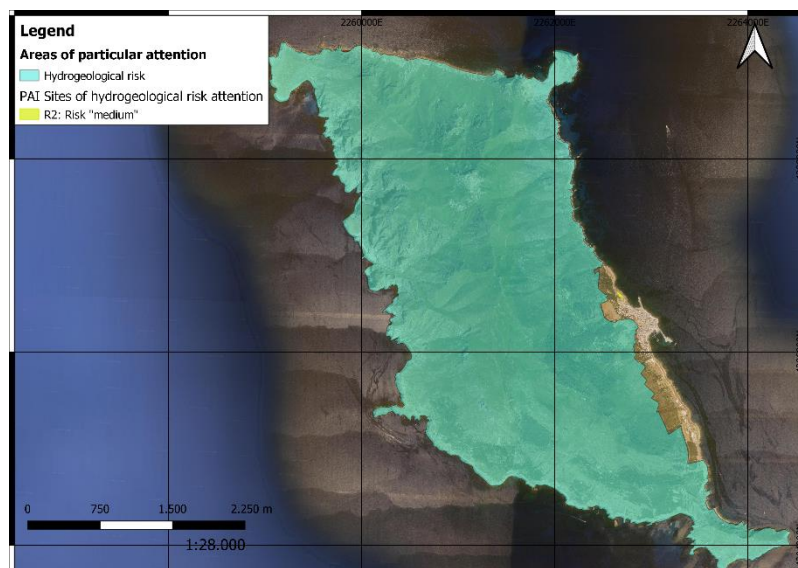 2260000E 2262000E 2264000E
Legend
Areas of particular attention
Hydrogeological risk
PAI Sites of hydrogeological risk attention
R2: Risk "medium"
0 750 1.500 2.250 m
1:28.000